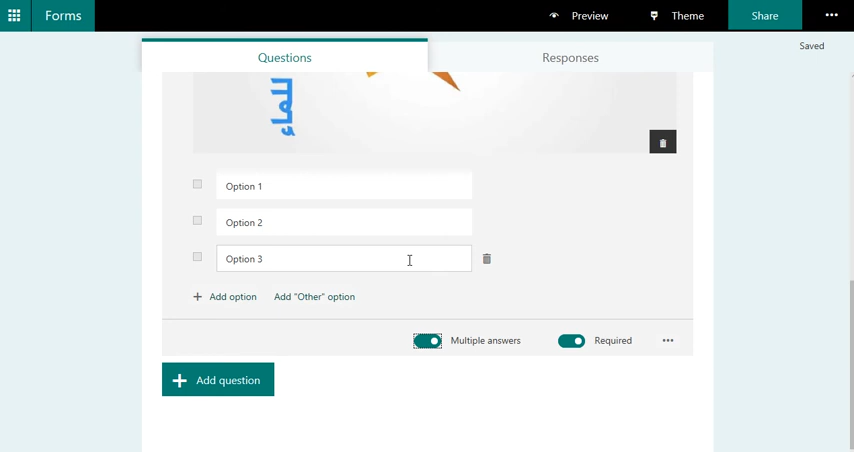 Forms Preview Theme Share
Questions Responses Saved
Option 1
Option 2
Option 3
Add option Add "Other" option
Multiple answers Required
Add question